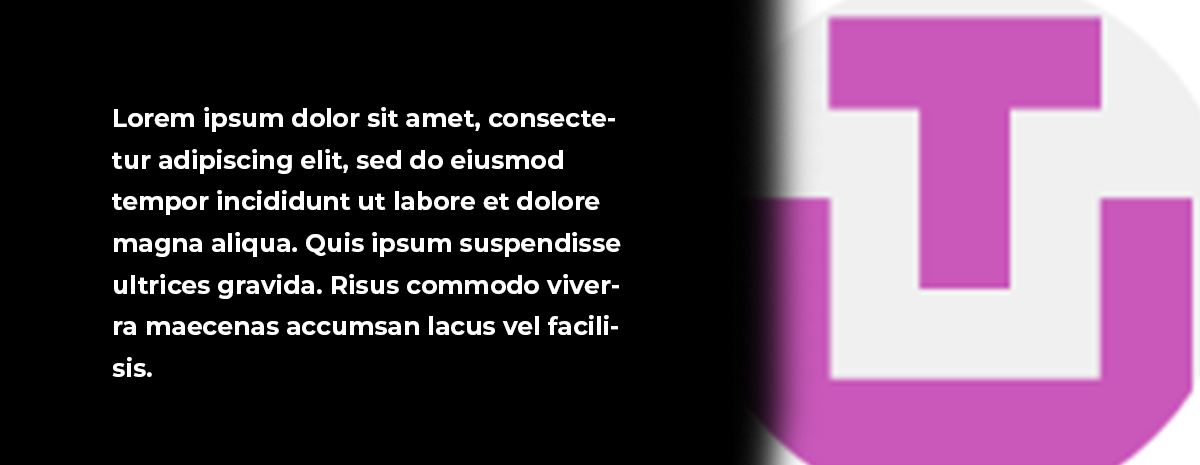 Lorem ipsum dolor sit amet, consecte-
tur adipiscing elit, sed do eiusmod
tempor incididunt ut labore et dolore
magna aliqua. Quis ipsum suspendisse
ultrices gravida. Risus commodo viver-
ra maecenas accumsan lacus vel facili-
sis.